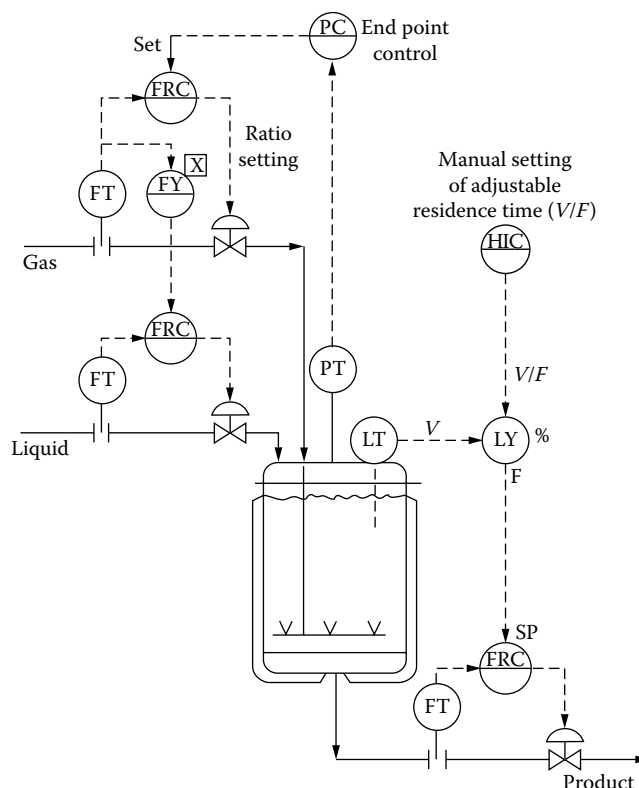 PC
End point
control
Set
FRC
Ratio
setting
X
FT
FY
Manual setting
of adjustable
residence time (V/F)
HIC
Gas
FRC
FT
PT
V/F
Liquid
LT
V
LY
%
F
SP
FRC
FT
Product